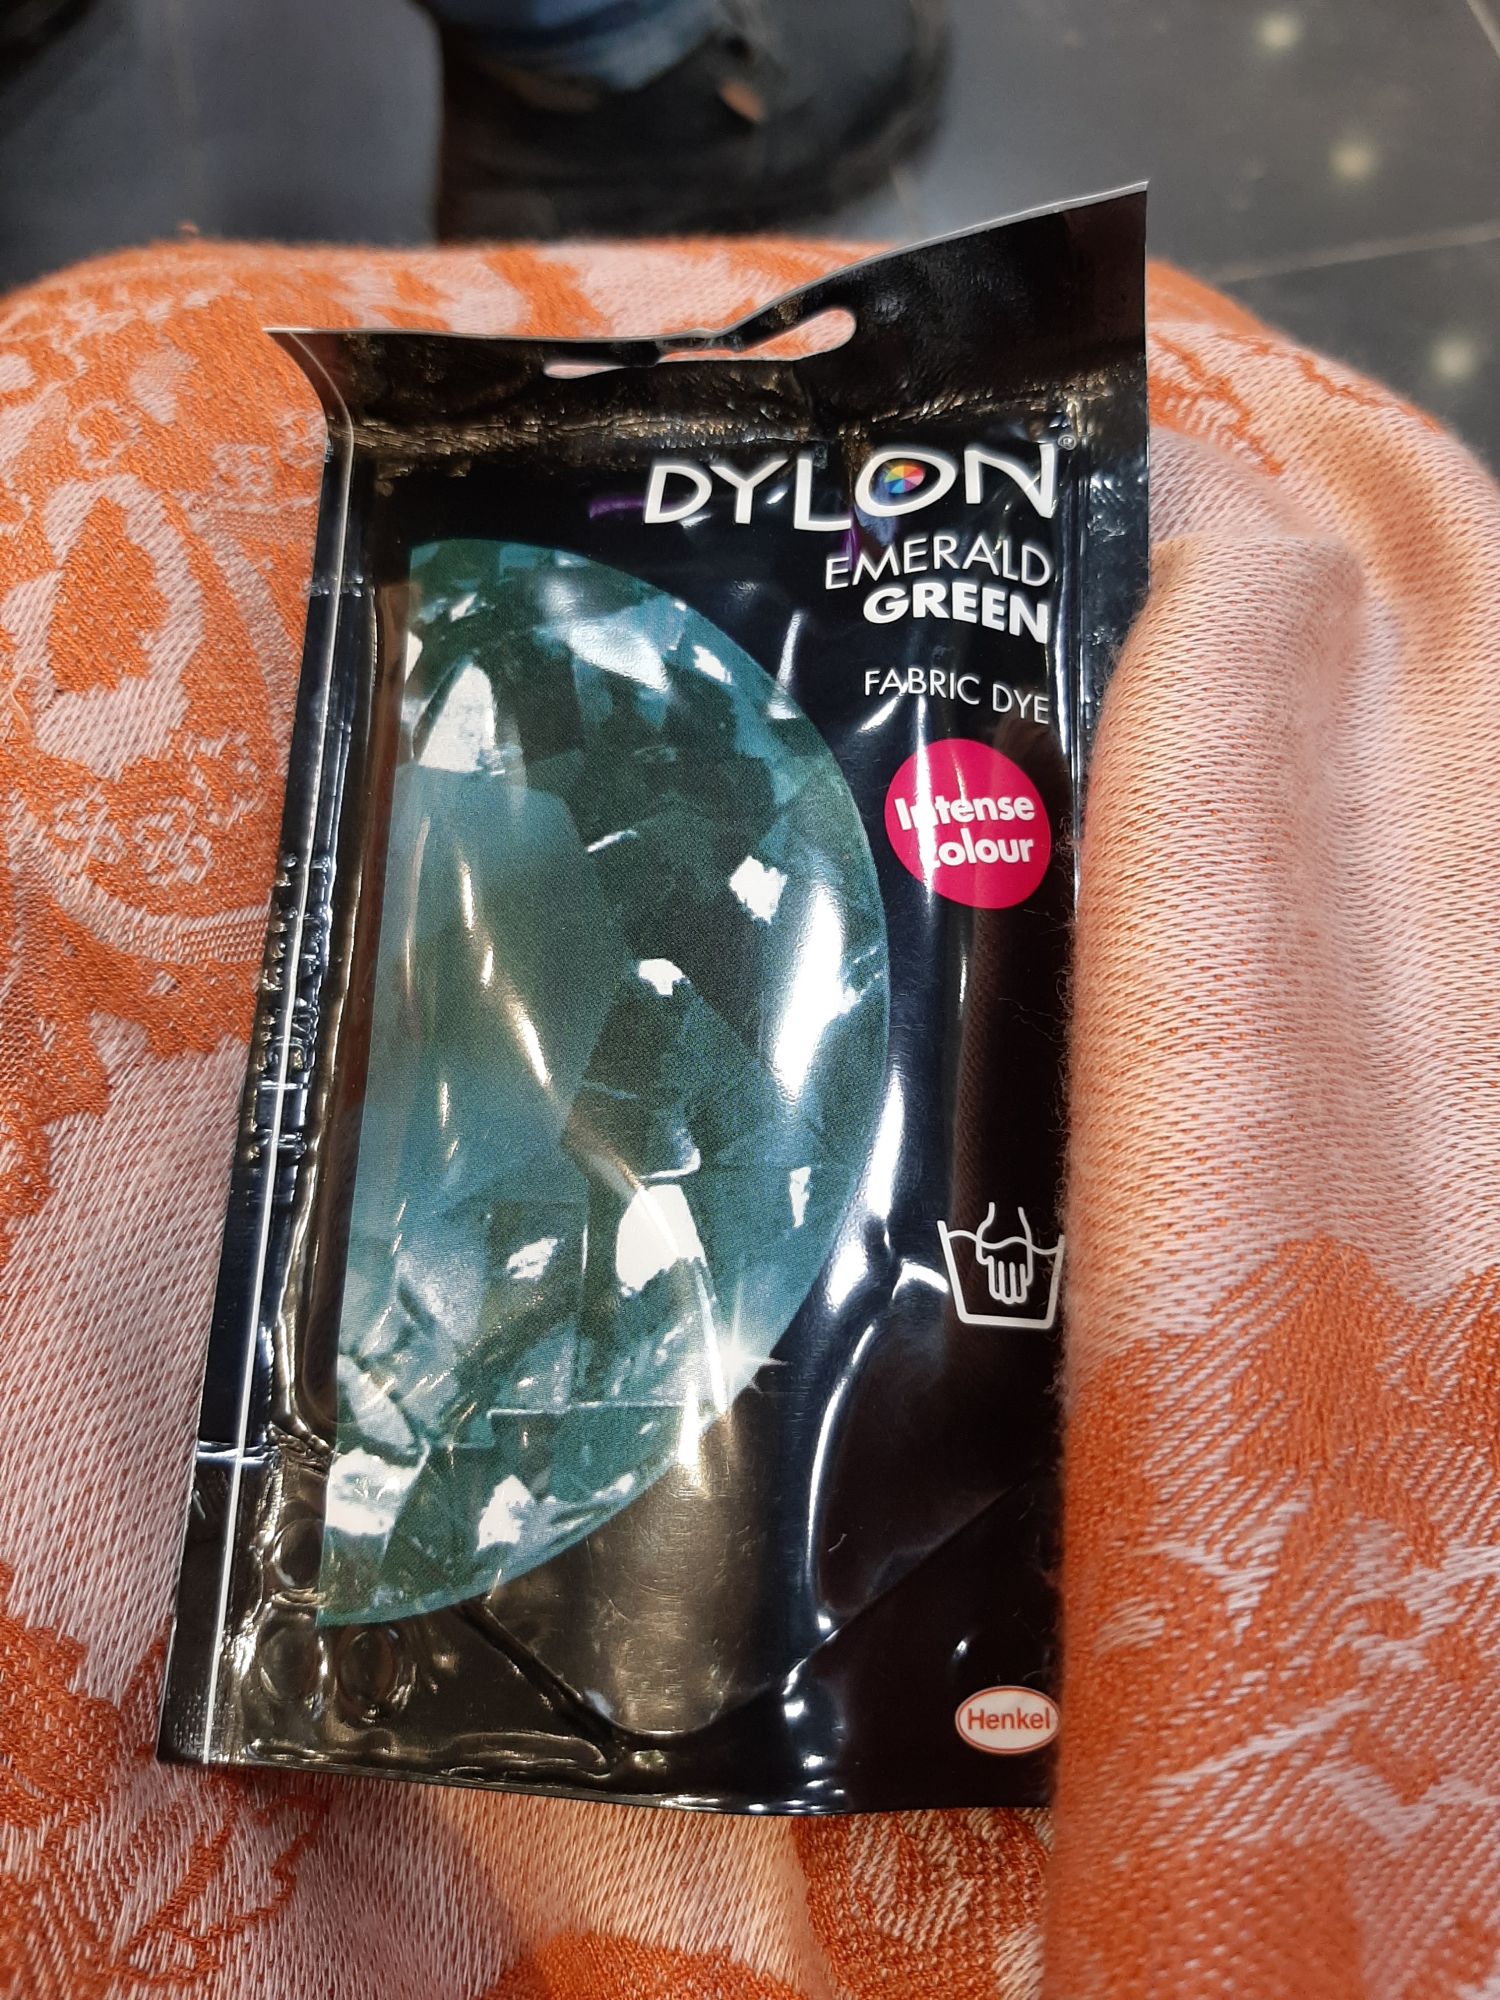 DYLON®
EMERALD
GREEN
FABRIC DYE
Intense
colour
Henkel